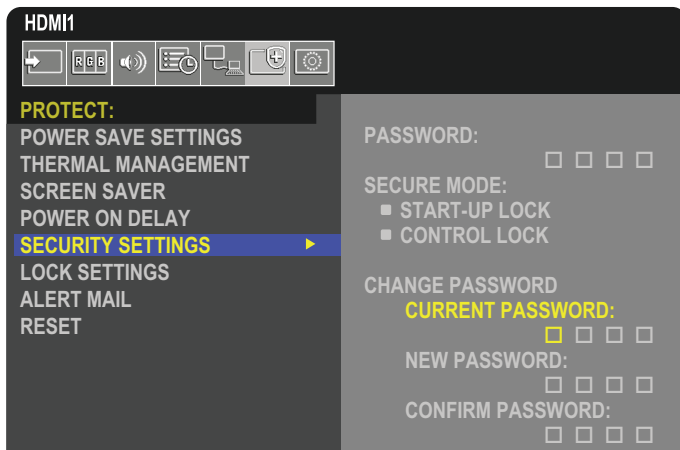 HDMI1
RGB
PROTECT:
POWER SAVE SETTINGS
THERMAL MANAGEMENT
SCREEN SAVER
POWER ON DELAY
SECURITY SETTINGS
LOCK SETTINGS
ALERT MAIL
RESET
PASSWORD:
SECURE MODE:
START-UP LOCK
CONTROL LOCK
CHANGE PASSWORD
CURRENT PASSWORD:
NEW PASSWORD:
CONFIRM PASSWORD: